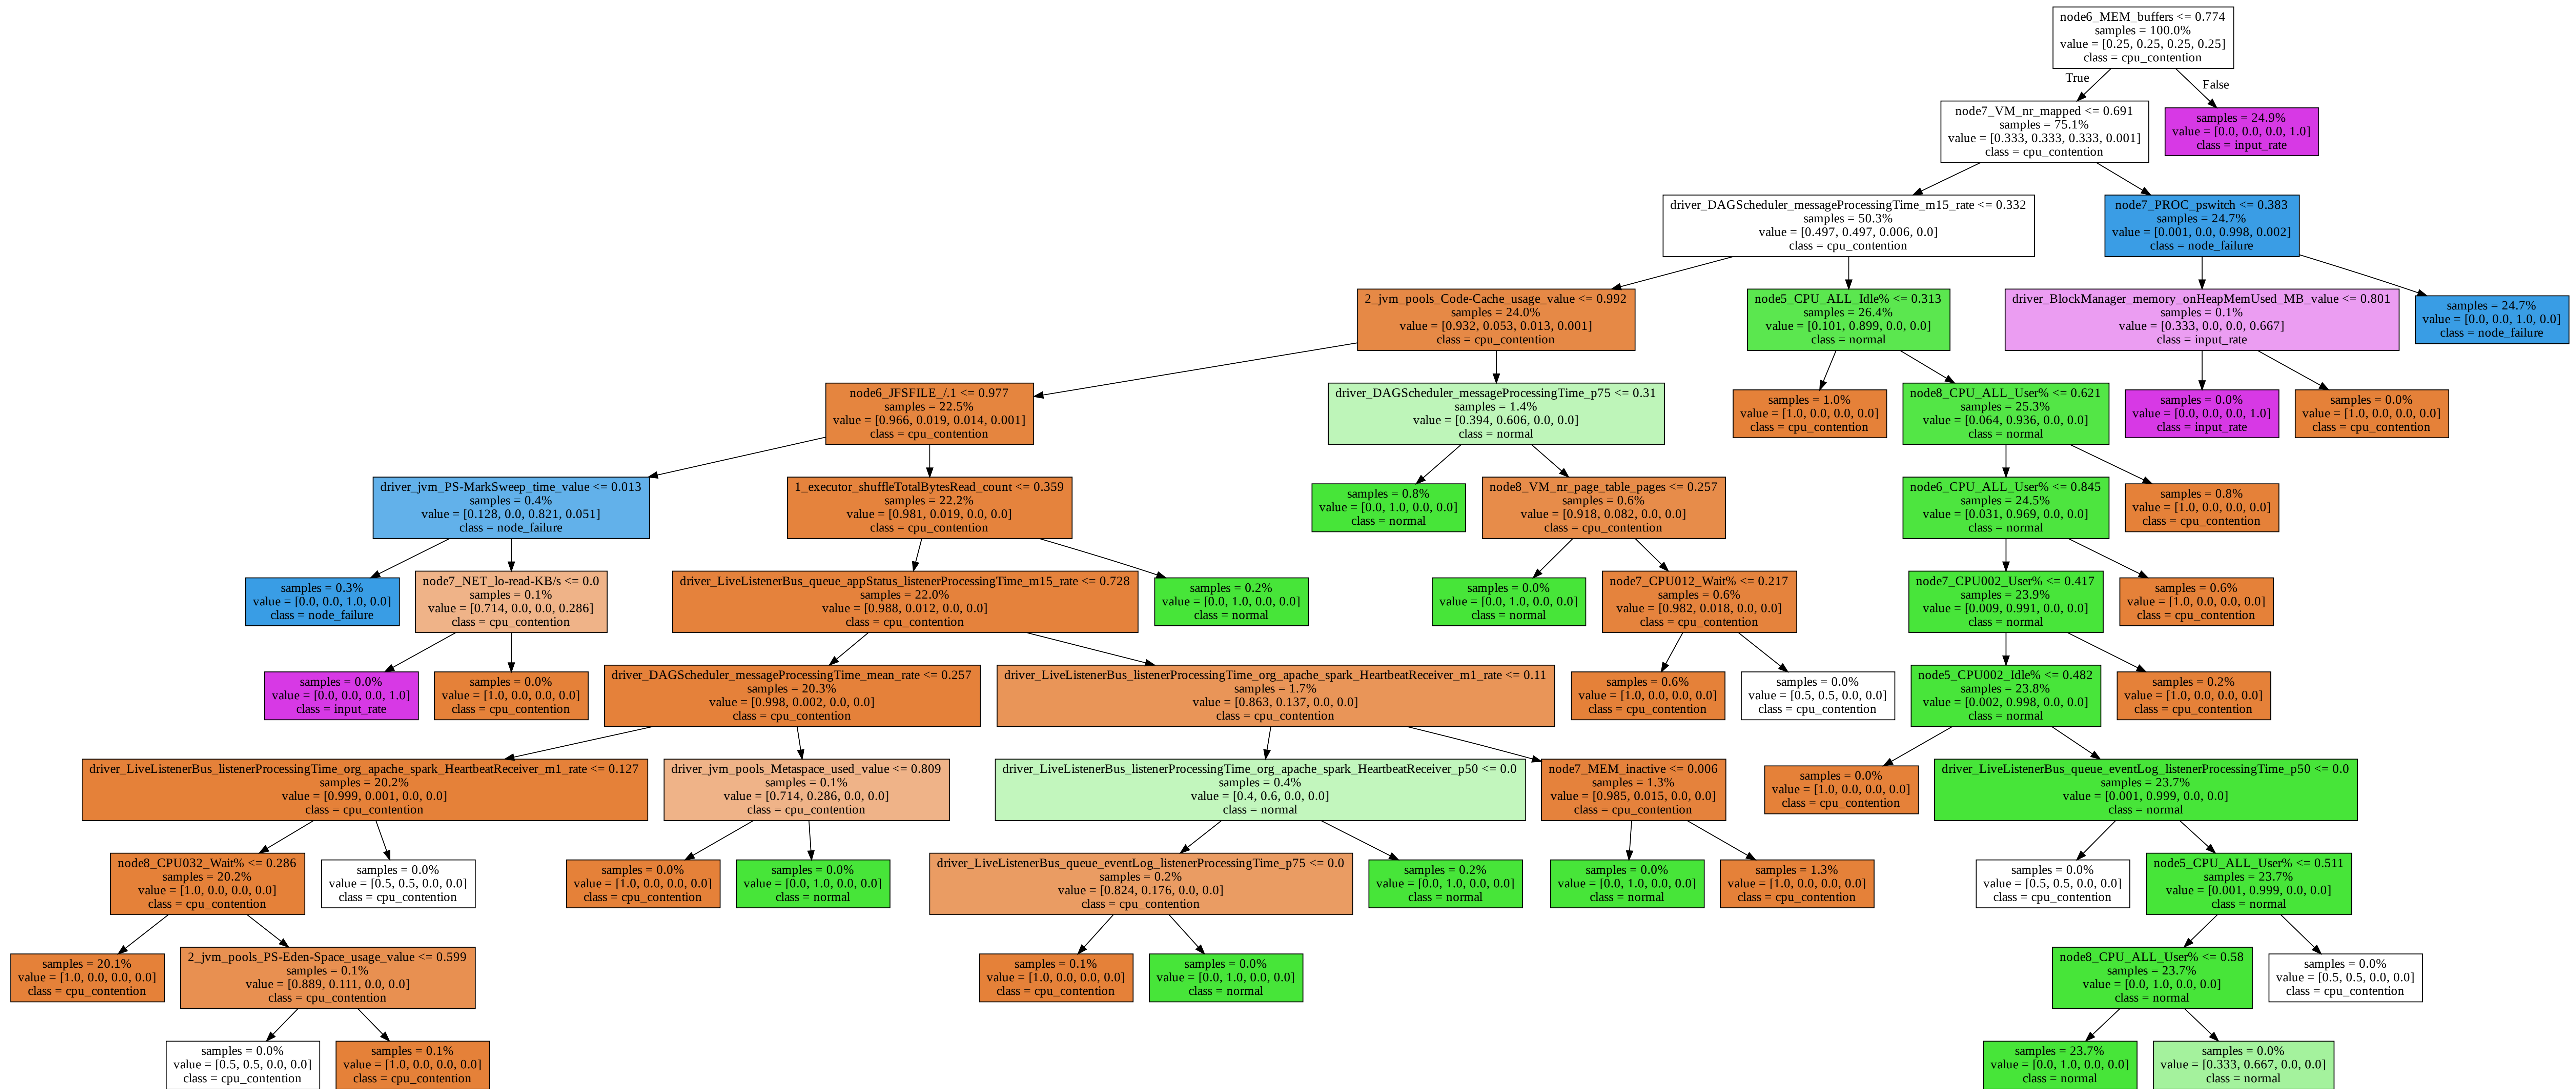 node6_MEM_buffers <= 0.774
samples = 100.0%
value = [0.25, 0.25, 0.25, 0.25]
class = cpu_contention
True
False
node7_VM_nr_mapped <= 0.691
samples = 75.1%
value = [0.333, 0.333, 0.333, 0.001]
class = cpu_contention
samples = 24.9%
value = [0.0, 0.0, 0.0, 1.0]
class = input_rate
driver_DAGScheduler_messageProcessingTime_m15_rate <= 0.332
samples = 50.3%
value = [0.497, 0.497, 0.006, 0.0]
class = cpu_contention
node7_PROC_pswitch <= 0.383
samples = 24.7%
value = [0.001, 0.0, 0.998, 0.002]
class = node_failure
2_jvm_pools_Code-Cache_usage_value <= 0.992
samples = 24.0%
value = [0.932, 0.053, 0.013, 0.001]
class = cpu_contention
node5_CPU_ALL_Idle% <= 0.313
samples = 26.4%
value = [0.101, 0.899, 0.0, 0.0]
class = normal
driver_BlockManager_memory_onHeapMemUsed_MB_value <= 0.801
samples = 0.1%
value = [0.333, 0.0, 0.0, 0.667]
class = input_rate
samples = 24.7%
value = [0.0, 0.0, 1.0, 0.0]
class = node_failure
node6_JFSFILE_/.1 <= 0.977
samples = 22.5%
value = [0.966, 0.019, 0.014, 0.001]
class = cpu_contention
driver_DAGScheduler_messageProcessingTime_p75 <= 0.31
samples = 1.4%
value = [0.394, 0.606, 0.0, 0.0]
class = normal
samples = 1.0%
value = [1.0, 0.0, 0.0, 0.0]
class = cpu_contention
node8_CPU_ALL_User% <= 0.621
samples = 25.3%
value = [0.064, 0.936, 0.0, 0.0]
class = normal
samples = 0.0%
value = [0.0, 0.0, 0.0, 1.0]
class = input_rate
samples = 0.0%
value = [1.0, 0.0, 0.0, 0.0]
class = cpu_contention
driver_jvm_PS-MarkSweep_time_value <= 0.013
samples = 0.4%
value = [0.128, 0.0, 0.821, 0.051]
class = node_failure
1_executor_shuffleTotalBytesRead_count <= 0.359
samples = 22.2%
value = [0.981, 0.019, 0.0, 0.0]
class = cpu_contention
samples = 0.8%
value = [0.0, 1.0, 0.0, 0.0]
class = normal
node8_VM_nr_page_table_pages <= 0.257
samples = 0.6%
value = [0.918, 0.082, 0.0, 0.0]
class = cpu_contention
node6_CPU_ALL_User% <= 0.845
samples = 24.5%
value = [0.031, 0.969, 0.0, 0.0]
class = normal
samples = 0.8%
value = [1.0, 0.0, 0.0, 0.0]
class = cpu_contention
samples = 0.3%
value = [0.0, 0.0, 1.0, 0.0]
class = node_failure
node7_NET_lo-read-KB/s <= 0.0
samples = 0.1%
value = [0.714, 0.0, 0.0, 0.286]
class = cpu_contention
driver_LiveListenerBus_queue_appStatus_listenerProcessingTime_m15_rate <= 0.728
samples = 22.0%
value = [0.988, 0.012, 0.0, 0.0]
class = cpu_contention
samples = 0.2%
value = [0.0, 1.0, 0.0, 0.0]
class = normal
samples = 0.0%
value = [0.0, 1.0, 0.0, 0.0]
class = normal
node7_CPU012_Wait% <= 0.217
samples = 0.6%
value = [0.982, 0.018, 0.0, 0.0]
class = cpu_contention
node7_CPU002_User% <= 0.417
samples = 23.9%
value = [0.009, 0.991, 0.0, 0.0]
class = normal
samples = 0.6%
value = [1.0, 0.0, 0.0, 0.0]
class = cpu_contention
samples = 0.0%
value = [0.0, 0.0, 0.0, 1.0]
class = input_rate
samples = 0.0%
value = [1.0, 0.0, 0.0, 0.0]
class = cpu_contention
driver_DAGScheduler_messageProcessingTime_mean_rate <= 0.257
samples = 20.3%
value = [0.998, 0.002, 0.0, 0.0]
class = cpu_contention
driver_LiveListenerBus_listenerProcessingTime_org_apache_spark_HeartbeatReceiver_m1_rate <= 0.11
samples = 1.7%
value = [0.863, 0.137, 0.0, 0.0]
class = cpu_contention
samples = 0.6%
value = [1.0, 0.0, 0.0, 0.0]
class = cpu_contention
samples = 0.0%
value = [0.5, 0.5, 0.0, 0.0]
class = cpu_contention
node5_CPU002_Idle% <= 0.482
samples = 23.8%
value = [0.002, 0.998, 0.0, 0.0]
class = normal
samples = 0.2%
value = [1.0, 0.0, 0.0, 0.0]
class = cpu_contention
driver_LiveListenerBus_listenerProcessingTime_org_apache_spark_HeartbeatReceiver_m1_rate <= 0.127
samples = 20.2%
value = [0.999, 0.001, 0.0, 0.0]
class = cpu_contention
driver_jvm_pools_Metaspace_used_value <= 0.809
samples = 0.1%
value = [0.714, 0.286, 0.0, 0.0]
class = cpu_contention
driver_LiveListenerBus_listenerProcessingTime_org_apache_spark_HeartbeatReceiver_p50 <= 0.0
samples = 0.4%
value = [0.4, 0.6, 0.0, 0.0]
class = normal
node7_MEM_inactive <= 0.006
samples = 1.3%
value = [0.985, 0.015, 0.0, 0.0]
class = cpu_contention
samples = 0.0%
value = [1.0, 0.0, 0.0, 0.0]
class = cpu_contention
driver_LiveListenerBus_queue_eventLog_listenerProcessingTime_p50 <= 0.0
samples = 23.7%
value = [0.001, 0.999, 0.0, 0.0]
class = normal
node8_CPU032_Wait% <= 0.286
samples = 20.2%
value = [1.0, 0.0, 0.0, 0.0]
class = cpu_contention
samples = 0.0%
value = [0.5, 0.5, 0.0, 0.0]
class = cpu_contention
samples = 0.0%
value = [1.0, 0.0, 0.0, 0.0]
class = cpu_contention
samples = 0.0%
value = [0.0, 1.0, 0.0, 0.0]
class = normal
driver_LiveListenerBus_queue_eventLog_listenerProcessingTime_p75 <= 0.0
samples = 0.2%
value = [0.824, 0.176, 0.0, 0.0]
class = cpu_contention
samples = 0.2%
value = [0.0, 1.0, 0.0, 0.0]
class = normal
samples = 0.0%
value = [0.0, 1.0, 0.0, 0.0]
class = normal
samples = 1.3%
value = [1.0, 0.0, 0.0, 0.0]
class = cpu_contention
samples = 0.0%
value = [0.5, 0.5, 0.0, 0.0]
class = cpu_contention
node5_CPU_ALL_User% <= 0.511
samples = 23.7%
value = [0.001, 0.999, 0.0, 0.0]
class = normal
samples = 20.1%
value = [1.0, 0.0, 0.0, 0.0]
class = cpu_contention
2_jvm_pools_PS-Eden-Space_usage_value <= 0.599
samples = 0.1%
value = [0.889, 0.111, 0.0, 0.0]
class = cpu_contention
samples = 0.1%
value = [1.0, 0.0, 0.0, 0.0]
class = cpu_contention
samples = 0.0%
value = [0.0, 1.0, 0.0, 0.0]
class = normal
node8_CPU_ALL_User% <= 0.58
samples = 23.7%
value = [0.0, 1.0, 0.0, 0.0]
class = normal
samples = 0.0%
value = [0.5, 0.5, 0.0, 0.0]
class = cpu_contention
samples = 0.0%
value = [0.5, 0.5, 0.0, 0.0]
class = cpu_contention
samples = 0.1%
value = [1.0, 0.0, 0.0, 0.0]
class = cpu_contention
samples = 23.7%
value = [0.0, 1.0, 0.0, 0.0]
class = normal
samples = 0.0%
value = [0.333, 0.667, 0.0, 0.0]
class = normal